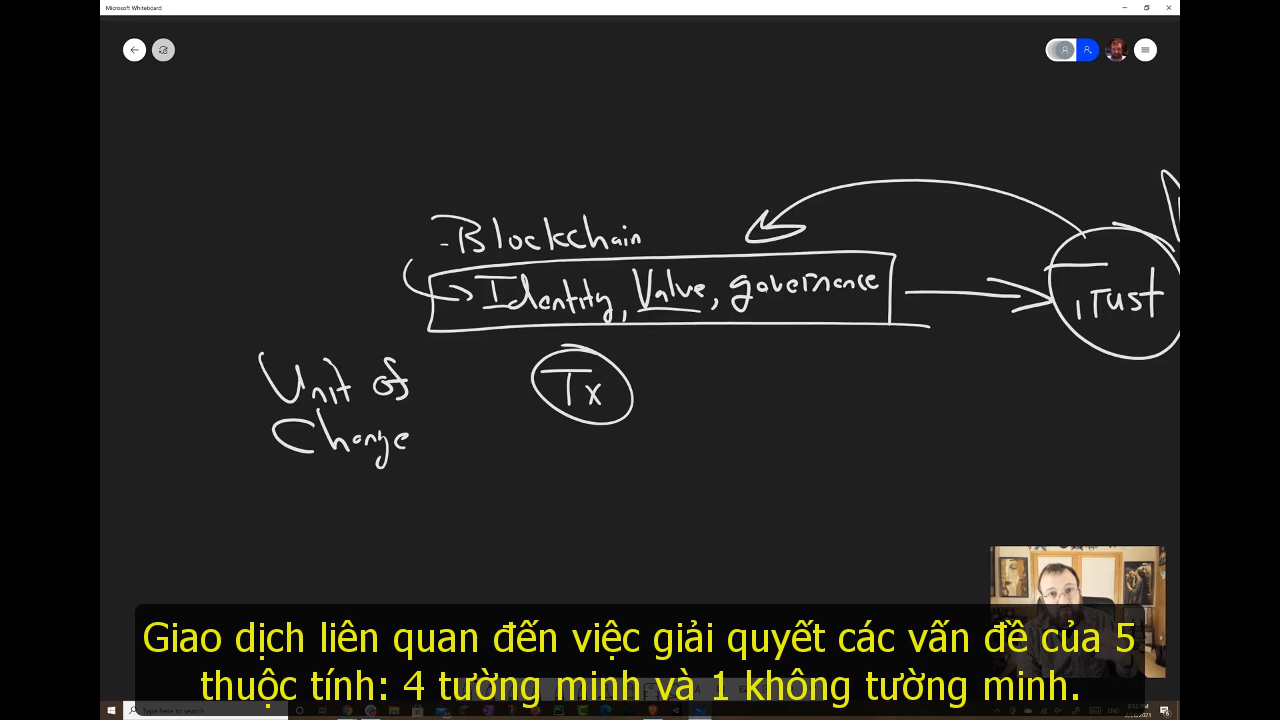 Microsoft Whiteboard
-Blockchain
Identity, Value, governance
Trust
Unit of
Change
Tx
Giao dịch liên quan đến việc giải quyết các vấn đề của 5
thuộc tính: 4 tường minh và 1 không tường minh.
Type here to search
ENG